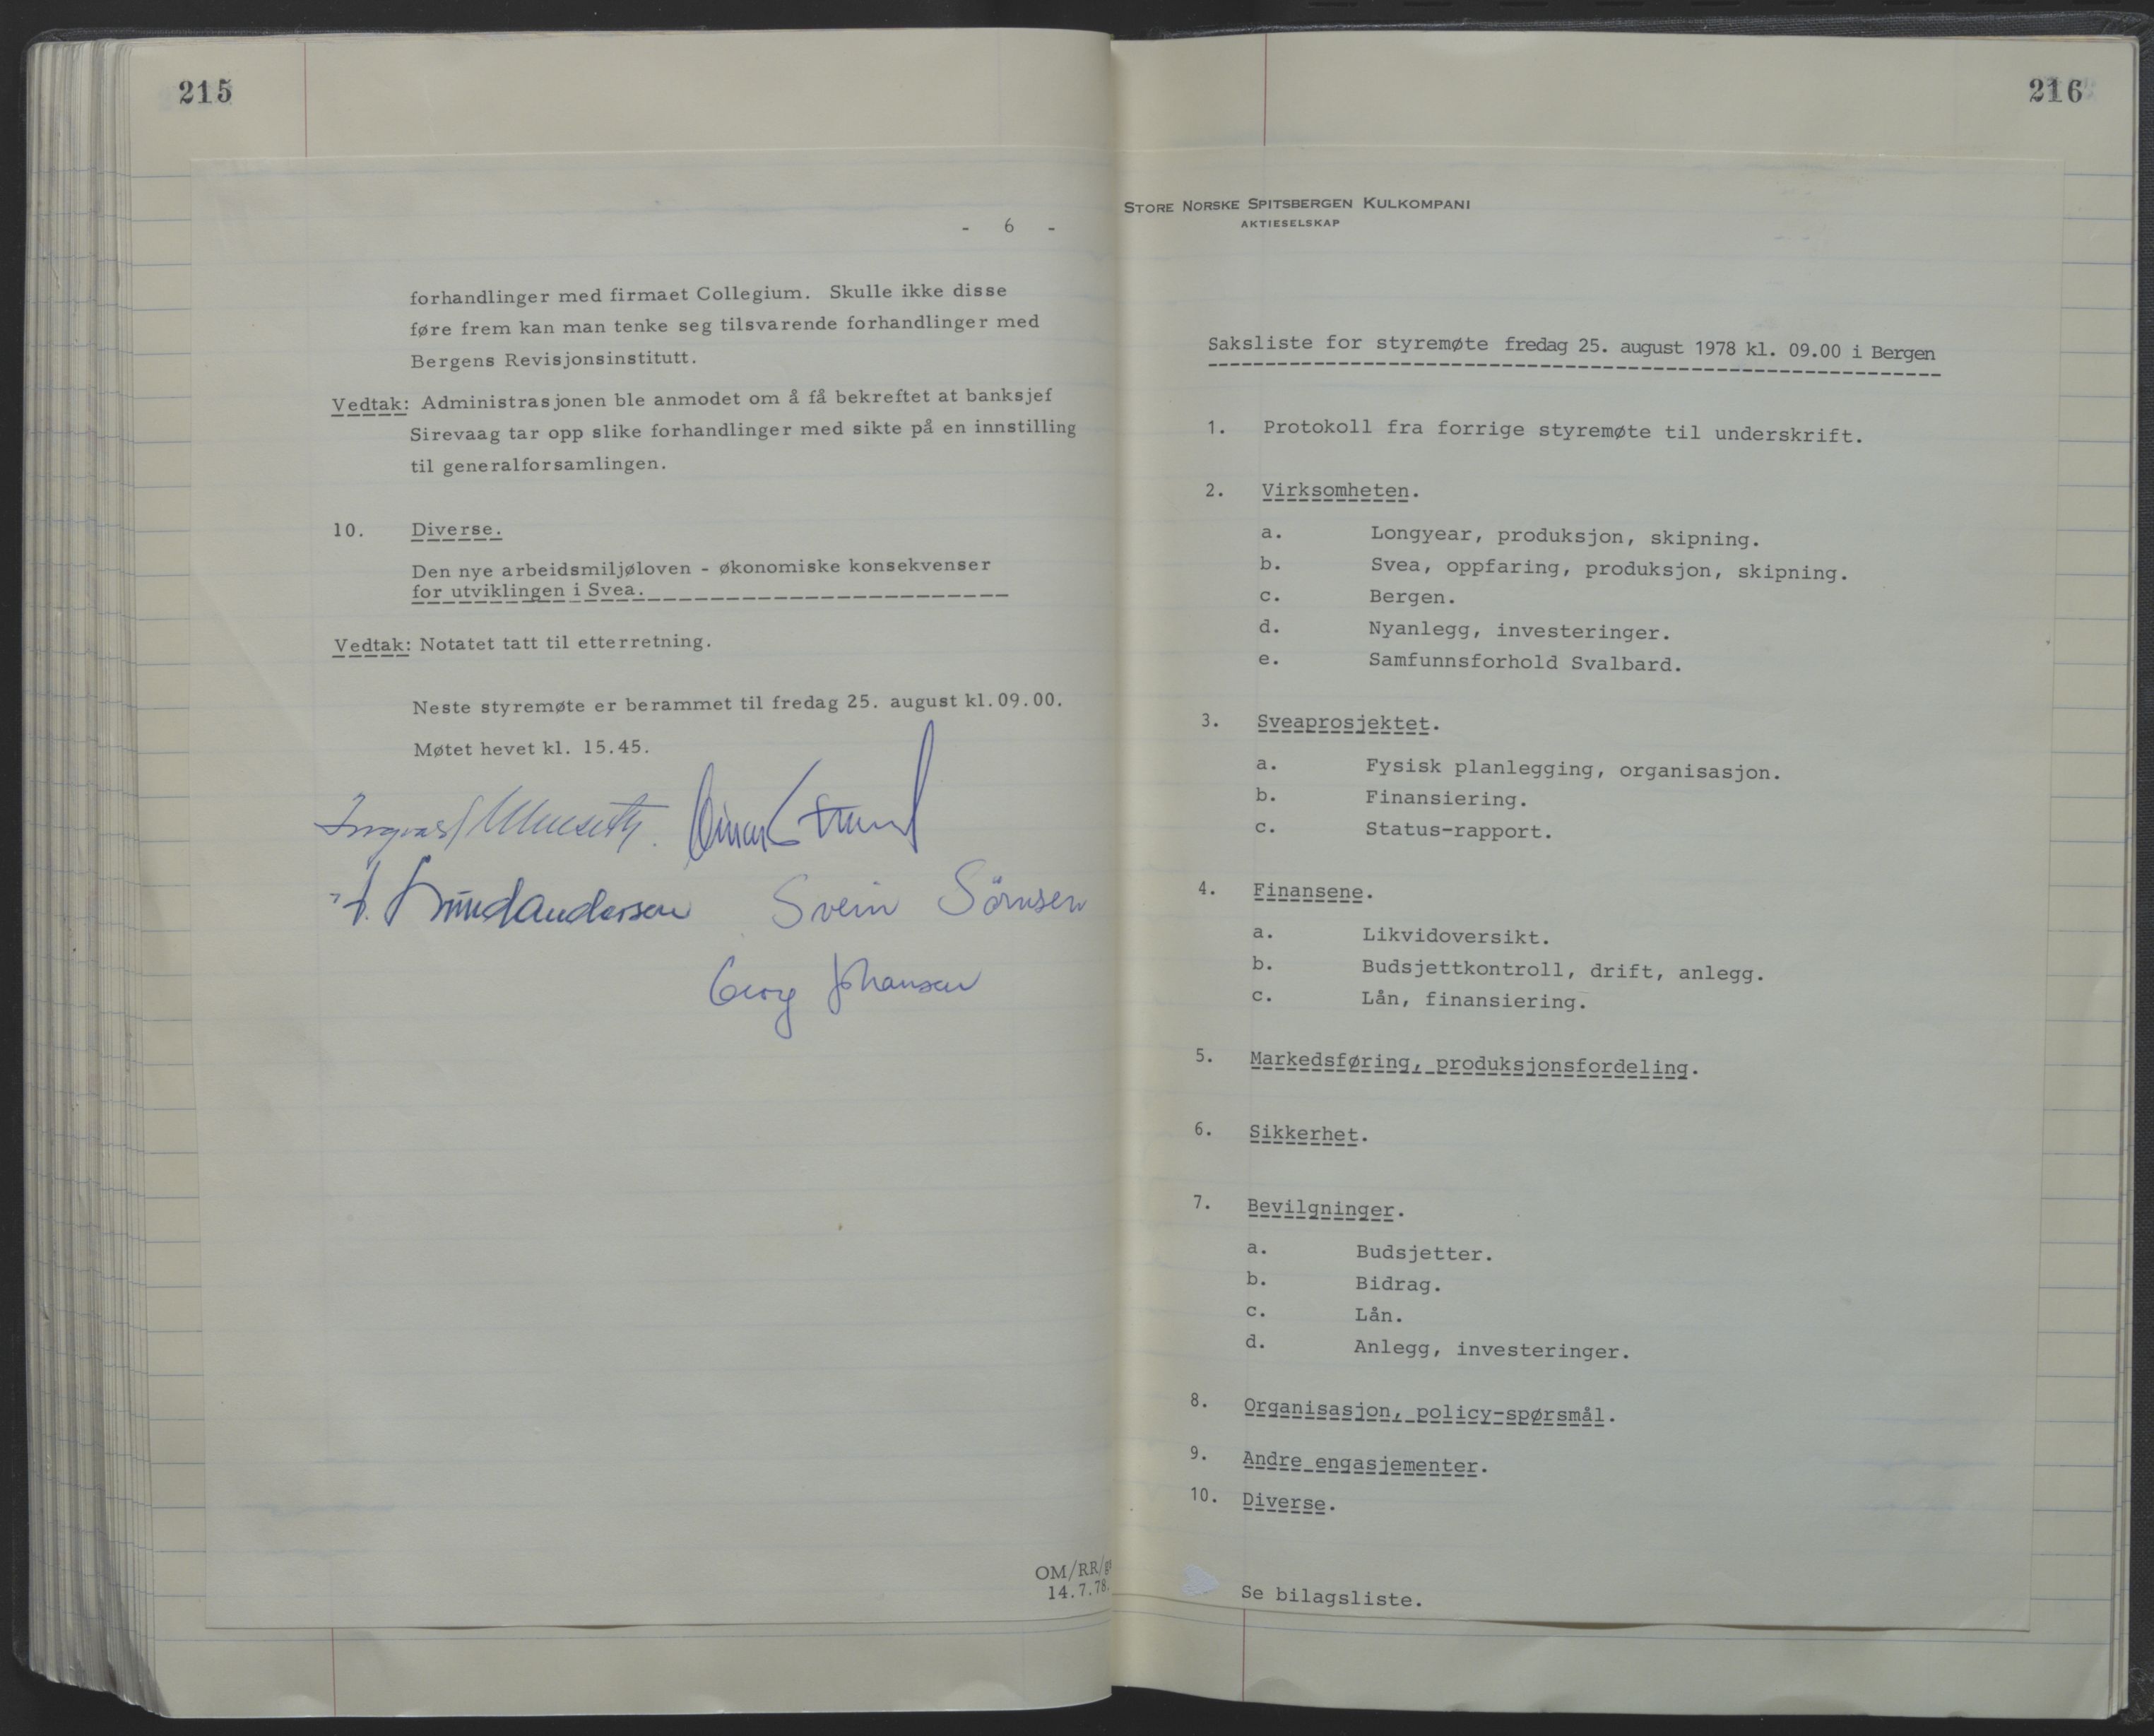 215
- 6 -
forhandlinger med firmaet Collegium. Skulle ikke disse
føre frem kan man tenke seg tilsvarende forhandlinger med
Bergens Revisjonsinstitutt.
Vedtak: Administrasjonen ble anmodet om å få bekreftet at banksjef
Sirevaag tar opp slike forhandlinger med sikte på en innstilling
til generalforsamlingen.
10. Diverse.
Den nye arbeidsmiljøloven - økonomiske konsekvenser
for utviklingen i Svea.
Vedtak: Notatet tatt til etterretning.
Neste styremøte er berammet til fredag 25. august kl. 09.00.
Møtet hevet kl. 15.45.
Svein Sörnsen
Georg Johansen
OM/RR/
14.7.78.
216
STORE NORSKE SPITSBERGEN KULKOMPANI
AKTIESELSKAP
Saksliste for styremøte fredag 25. august 1978 kl. 09.00 i Bergen
1. Protokoll fra forrige styremøte til underskrift.
2. Virksomheten.
a. Longyear, produksjon, skipning.
b. Svea, oppfaring, produksjon, skipning.
c. Bergen.
d. Nyanlegg, investeringer.
e. Samfunnsforhold Svalbard.
3. Sveaprosjektet.
a. Fysisk planlegging, organisasjon.
b. Finansiering.
c. Status-rapport.
4. Finansene.
a. Likvidoversikt.
b. Budsjettkontroll, drift, anlegg.
c. Lån, finansiering.
5. Markedsføring, produksjonsfordeling.
6. Sikkerhet.
7. Bevilgninger.
a. Budsjetter.
b. Bidrag.
c. Lån.
d. Anlegg, investeringer.
8. Organisasjon, policy-spørsmål.
9. Andre engasjementer.
10. Diverse.
Se bilagsliste.